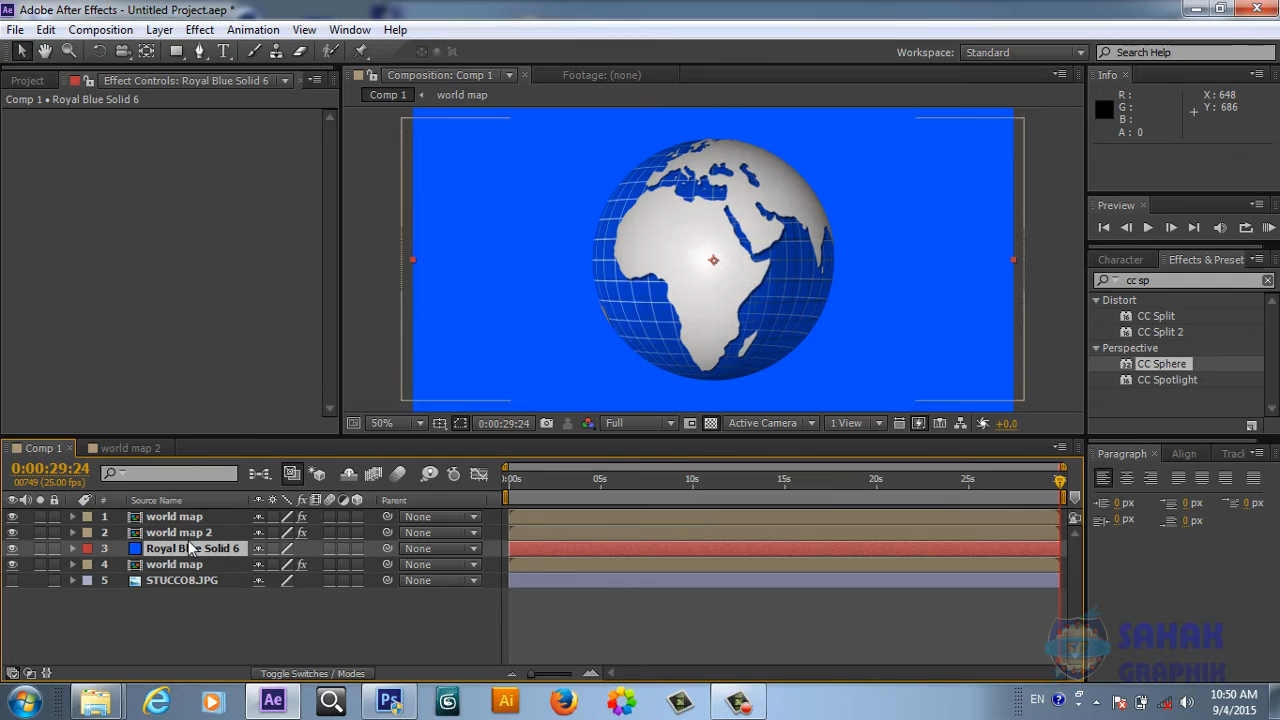 Adobe After Effects - Untitled Project.aep *
File Edit Composition Layer Effect Animation View Window Help
Workspace: Standard Search Help
Project Effect Controls: Royal Blue Solid 6 Composition: Comp 1 Footage: (none) Info
Comp 1 • Royal Blue Solid 6
Comp 1 world map
R: X: 648
G: Y: 686
B:
A: 0
Preview
Character Effects & Preset
cc sp
Distort
CC Split
CC Split 2
Perspective
CC Sphere
CC Spotlight
50% 0:00:29:24 Full Active Camera 1 View +0.0
Comp 1 world map 2
Paragraph Align Track
0:00:29:24
00749 (25.00 fps)
:00s 05s 10s 15s 20s 25s
# Source Name Parent
1 world map None
2 world map 2 None
3 Royal Blue Solid 6 None
4 world map None
5 STUCCO8.JPG None
0 px 0 px 0 px
0 px 0 px
Toggle Switches / Modes
SAHAK
GRAPHIX
EN 10:50 AM
9/4/2015